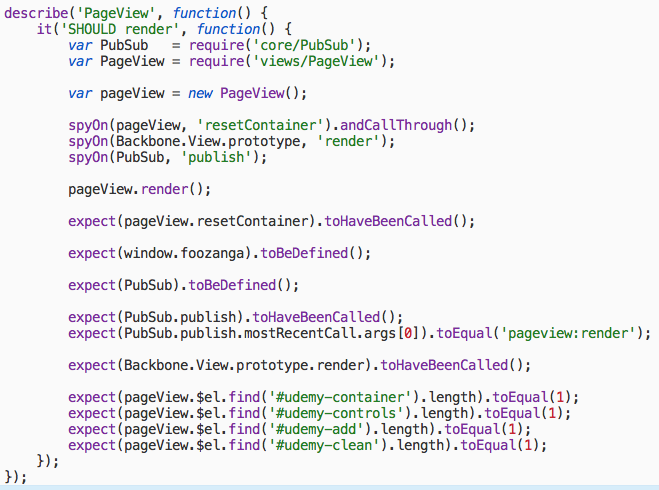 describe('PageView', function() {
it('SHOULD render', function() {
var PubSub = require('core/PubSub');
var PageView = require('views/PageView');
var pageView = new PageView();
spyOn(pageView, 'resetContainer').andCallThrough();
spyOn(Backbone.View.prototype, 'render');
spyOn(PubSub, 'publish');
pageView.render();
expect(pageView.resetContainer).toHaveBeenCalled();
expect(window.foozanga).toBeDefined();
expect(PubSub).toBeDefined();
expect(PubSub.publish).toHaveBeenCalled();
expect(PubSub.publish.mostRecentCall.args[0]).toEqual('pageview:render');
expect(Backbone.View.prototype.render).toHaveBeenCalled();
expect(pageView.$el.find('#udemy-container').length).toEqual(1);
expect(pageView.$el.find('#udemy-controls').length).toEqual(1);
expect(pageView.$el.find('#udemy-add').length).toEqual(1);
expect(pageView.$el.find('#udemy-clean').length).toEqual(1);
});
});